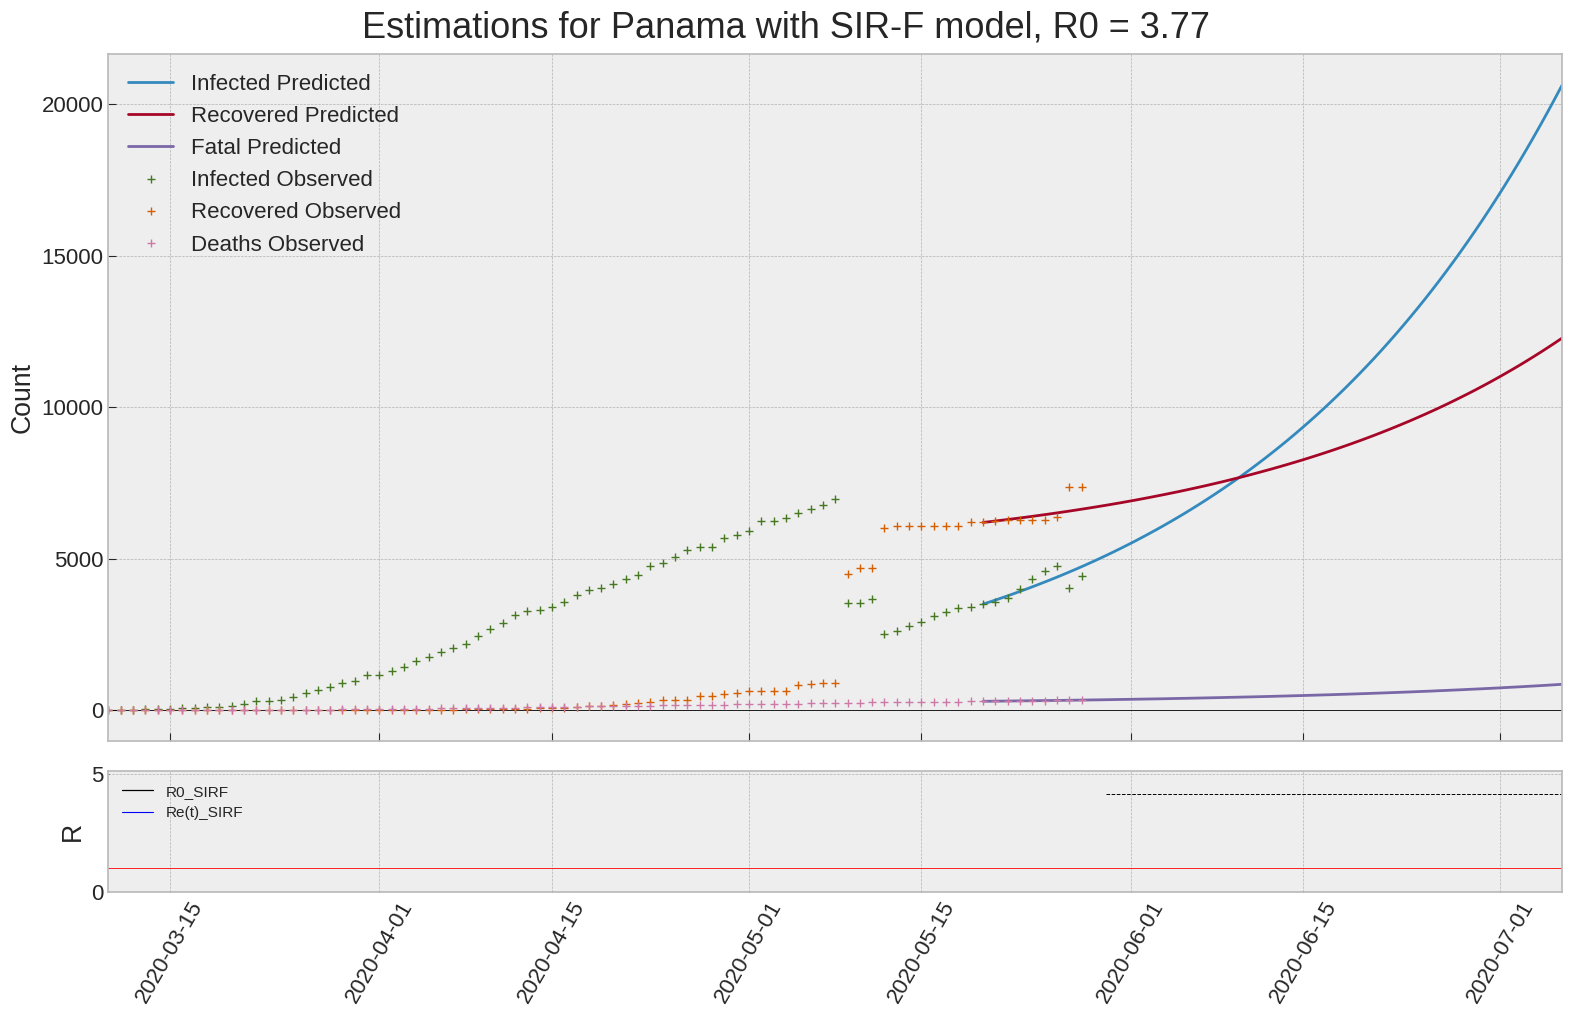 Estimations for Panama with SIR-F model, R0 = 3.77
Infected Predicted
Recovered Predicted
Fatal Predicted
Infected Observed
Recovered Observed
Deaths Observed
20000
15000
10000
5000
0
Count
5
0
R
R0_SIRF
Re(t)_SIRF
2020-03-15
2020-04-01
2020-04-15
2020-05-01
2020-05-15
2020-06-01
2020-06-15
2020-07-01